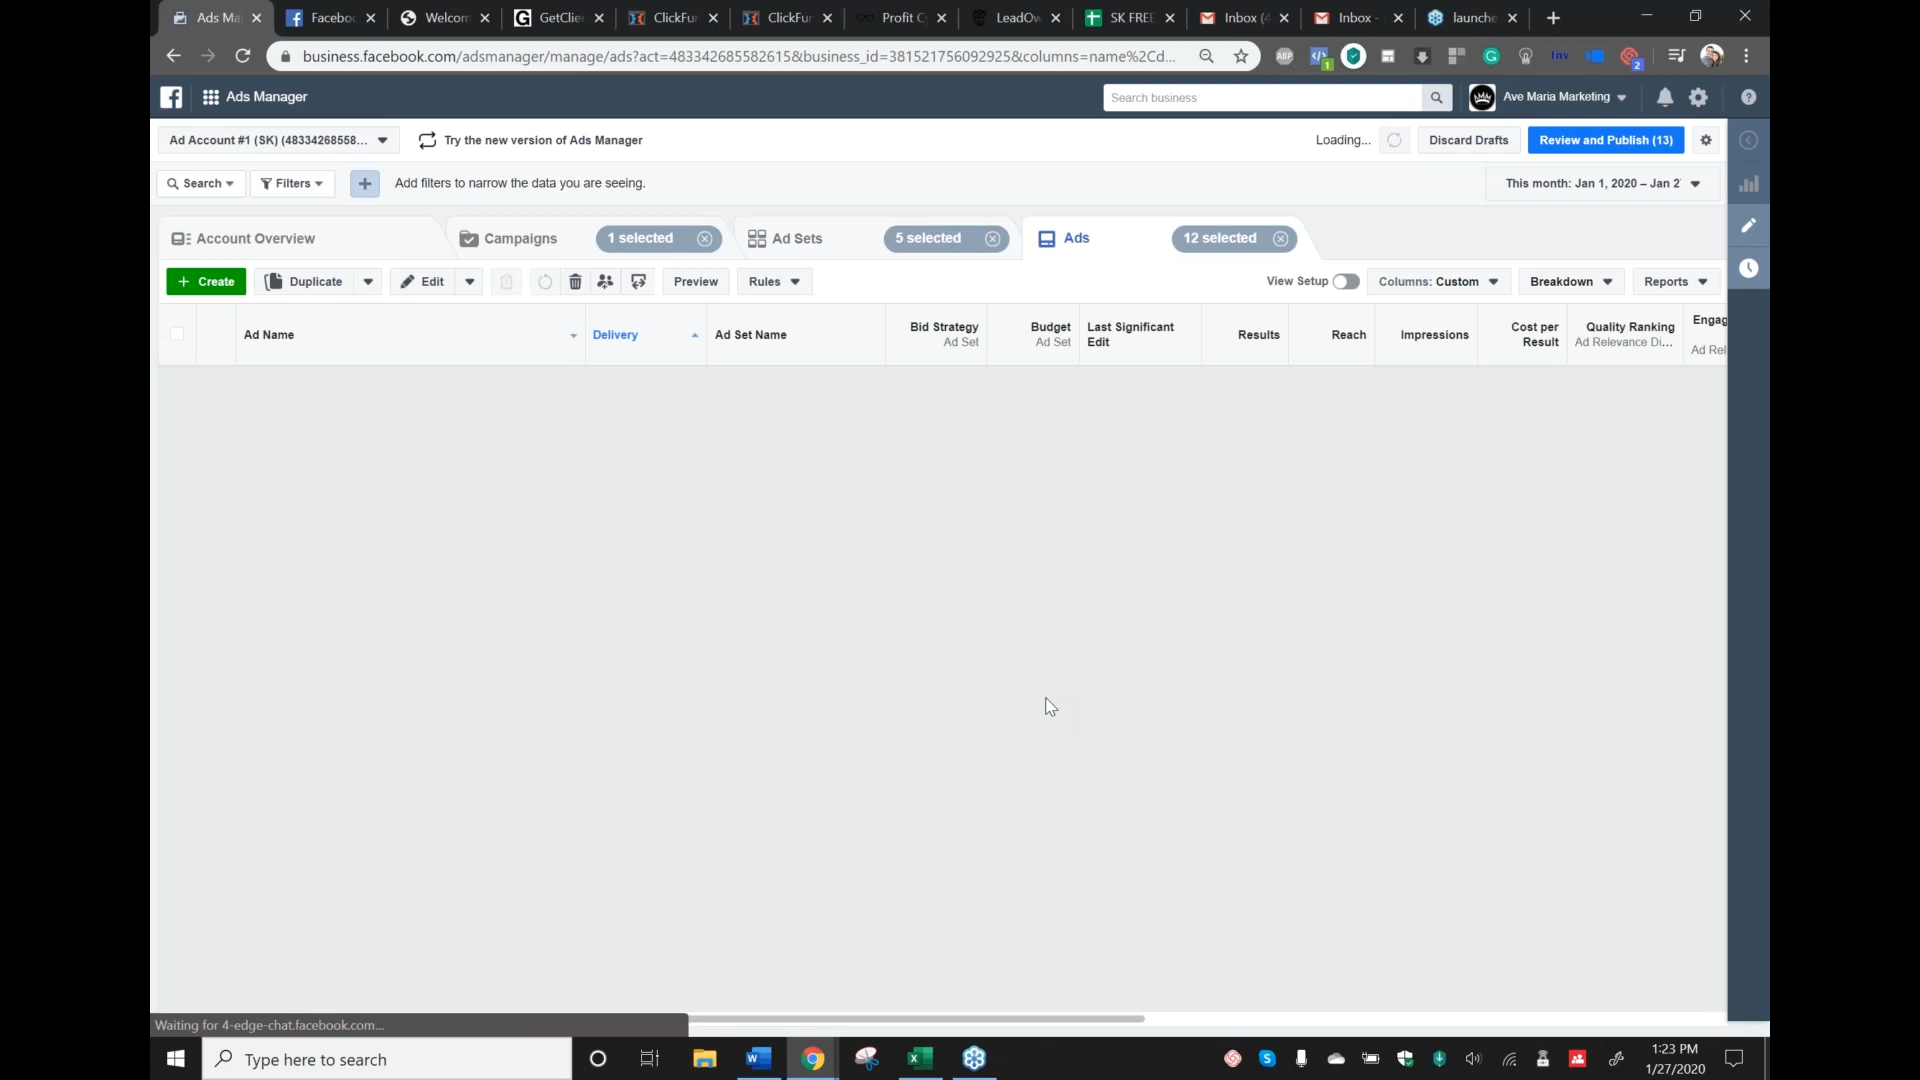 Ads Ma
Faceboo
Welcom
GetClien
ClickFun
ClickFun
Profit C
LeadOw
SK FREE
Inbox (4
Inbox -
launche
business.facebook.com/adsmanager/manage/ads?act=483342685582615&business_id=381521756092925&columns=name%2Cd...
ABP
1
Inv
2
Ads Manager
Search business
Ave Maria Marketing
Ad Account #1 (SK) (48334268558...
Try the new version of Ads Manager
Loading...
Discard Drafts
Review and Publish (13)
Search
Filters
Add filters to narrow the data you are seeing.
This month: Jan 1, 2020 – Jan 2
Account Overview
Campaigns
1 selected
Ad Sets
5 selected
Ads
12 selected
+ Create
Duplicate
Edit
Preview
Rules
View Setup
Columns: Custom
Breakdown
Reports
Ad Name
Delivery
Ad Set Name
Bid Strategy
Ad Set
Budget
Ad Set
Last Significant
Edit
Results
Reach
Impressions
Cost per
Result
Quality Ranking
Ad Relevance Di...
Engag
Ad Rel
Waiting for 4-edge-chat.facebook.com...
Type here to search
1:23 PM
1/27/2020